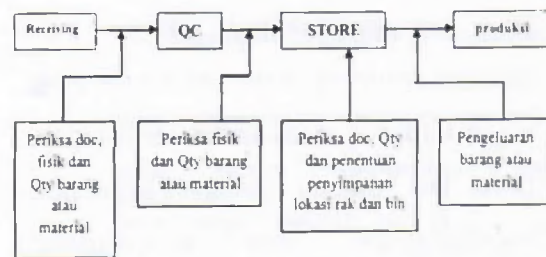 Receiving
QC
STORE
produksi
Periksa doc,
fisik dan
Qty barang
atau
material
Periksa fisik
dan Qty barang
atau material
Periksa doc, Qty
dan penentuan
penyimpanan
lokasi rak dan bin
Pengeluaran
barang atau
material